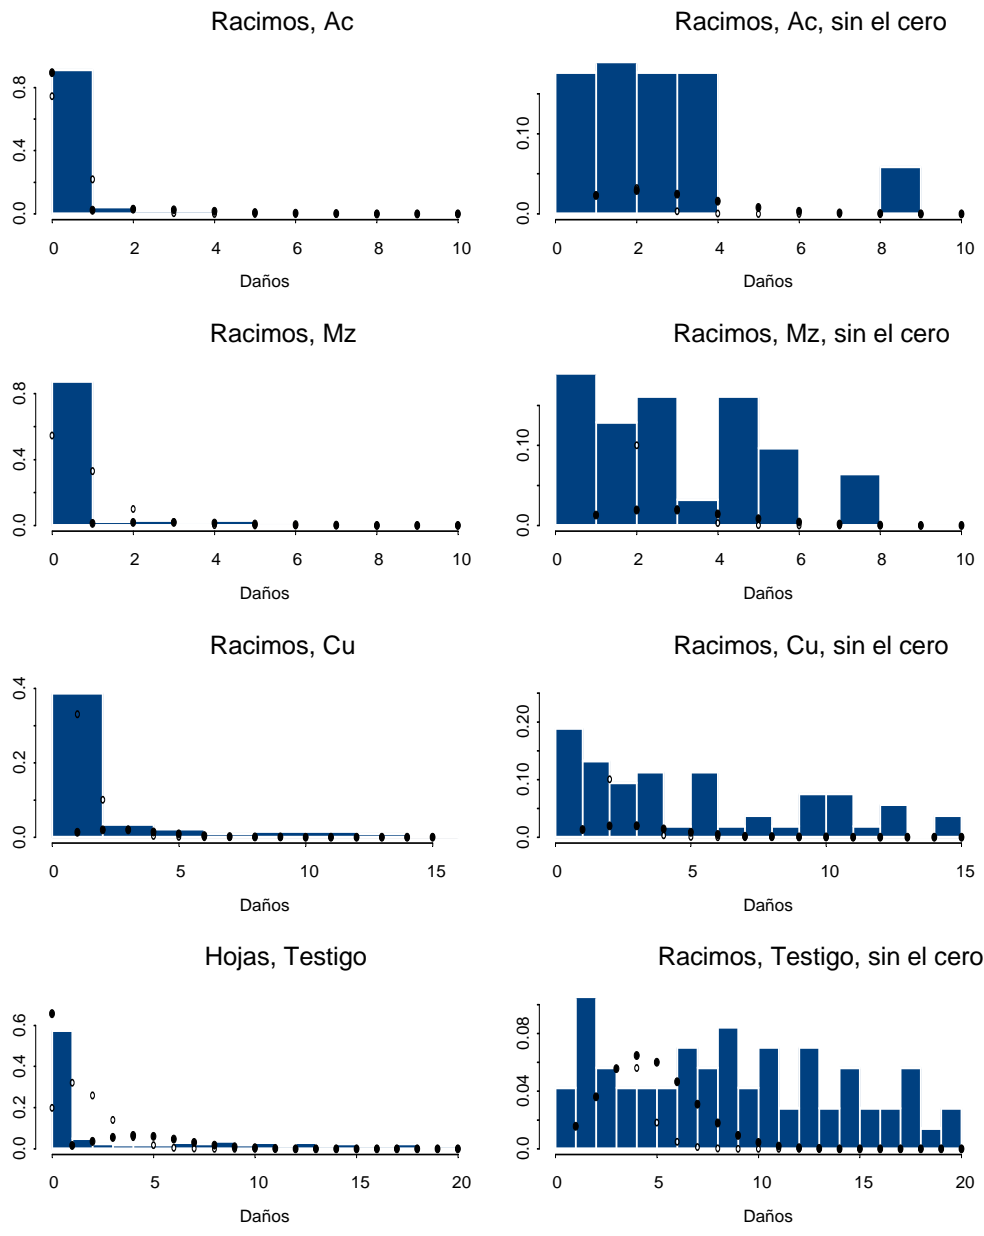 Racimos, Ac
0.0 0.4 0.8
0 2 4 6 8 10
Daños
Racimos, Ac, sin el cero
0.0 0.10
0 2 4 6 8 10
Daños
Racimos, Mz
0.0 0.4 0.8
0 2 4 6 8 10
Daños
Racimos, Mz, sin el cero
0.0 0.10
0 2 4 6 8 10
Daños
Racimos, Cu
0.0 0.2 0.4
0 5 10 15
Daños
Racimos, Cu, sin el cero
0.0 0.10 0.20
0 5 10 15
Daños
Hojas, Testigo
0.0 0.2 0.4 0.6
0 5 10 15 20
Daños
Racimos, Testigo, sin el cero
0.0 0.04 0.08
0 5 10 15 20
Daños